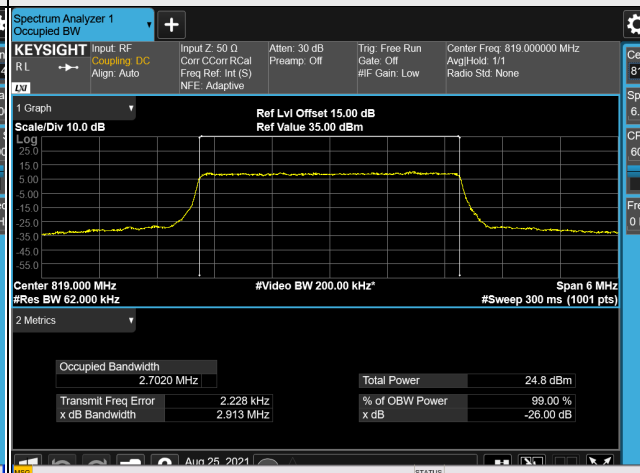 Spectrum Analyzer 1
Occupied BW
+
KEYSIGHT Input: RF Input Z: 50 Ω Atten: 30 dB Trig: Free Run Center Freq: 819.000000 MHz
RL Coupling: DC Corr CCorr RCal Preamp: Off Gate: Off Avg|Hold: 1/1
Align: Auto Freq Ref: Int (S) #IF Gain: Low Radio Std: None
LXI NFE: Adaptive
1 Graph
Ref Lvl Offset 15.00 dB
Scale/Div 10.0 dB Ref Value 35.00 dBm
Log
25.0
15.0
5.00
-5.00
-15.0
-25.0
-35.0
-45.0
-55.0
Center 819.000 MHz #Video BW 200.00 kHz* Span 6 MHz
#Res BW 62.000 kHz #Sweep 300 ms (1001 pts)
2 Metrics
Occupied Bandwidth
2.7020 MHz Total Power 24.8 dBm
Transmit Freq Error 2.228 kHz % of OBW Power 99.00 %
x dB Bandwidth 2.913 MHz x dB -26.00 dB
Aug 25, 2021
MSG STATUS